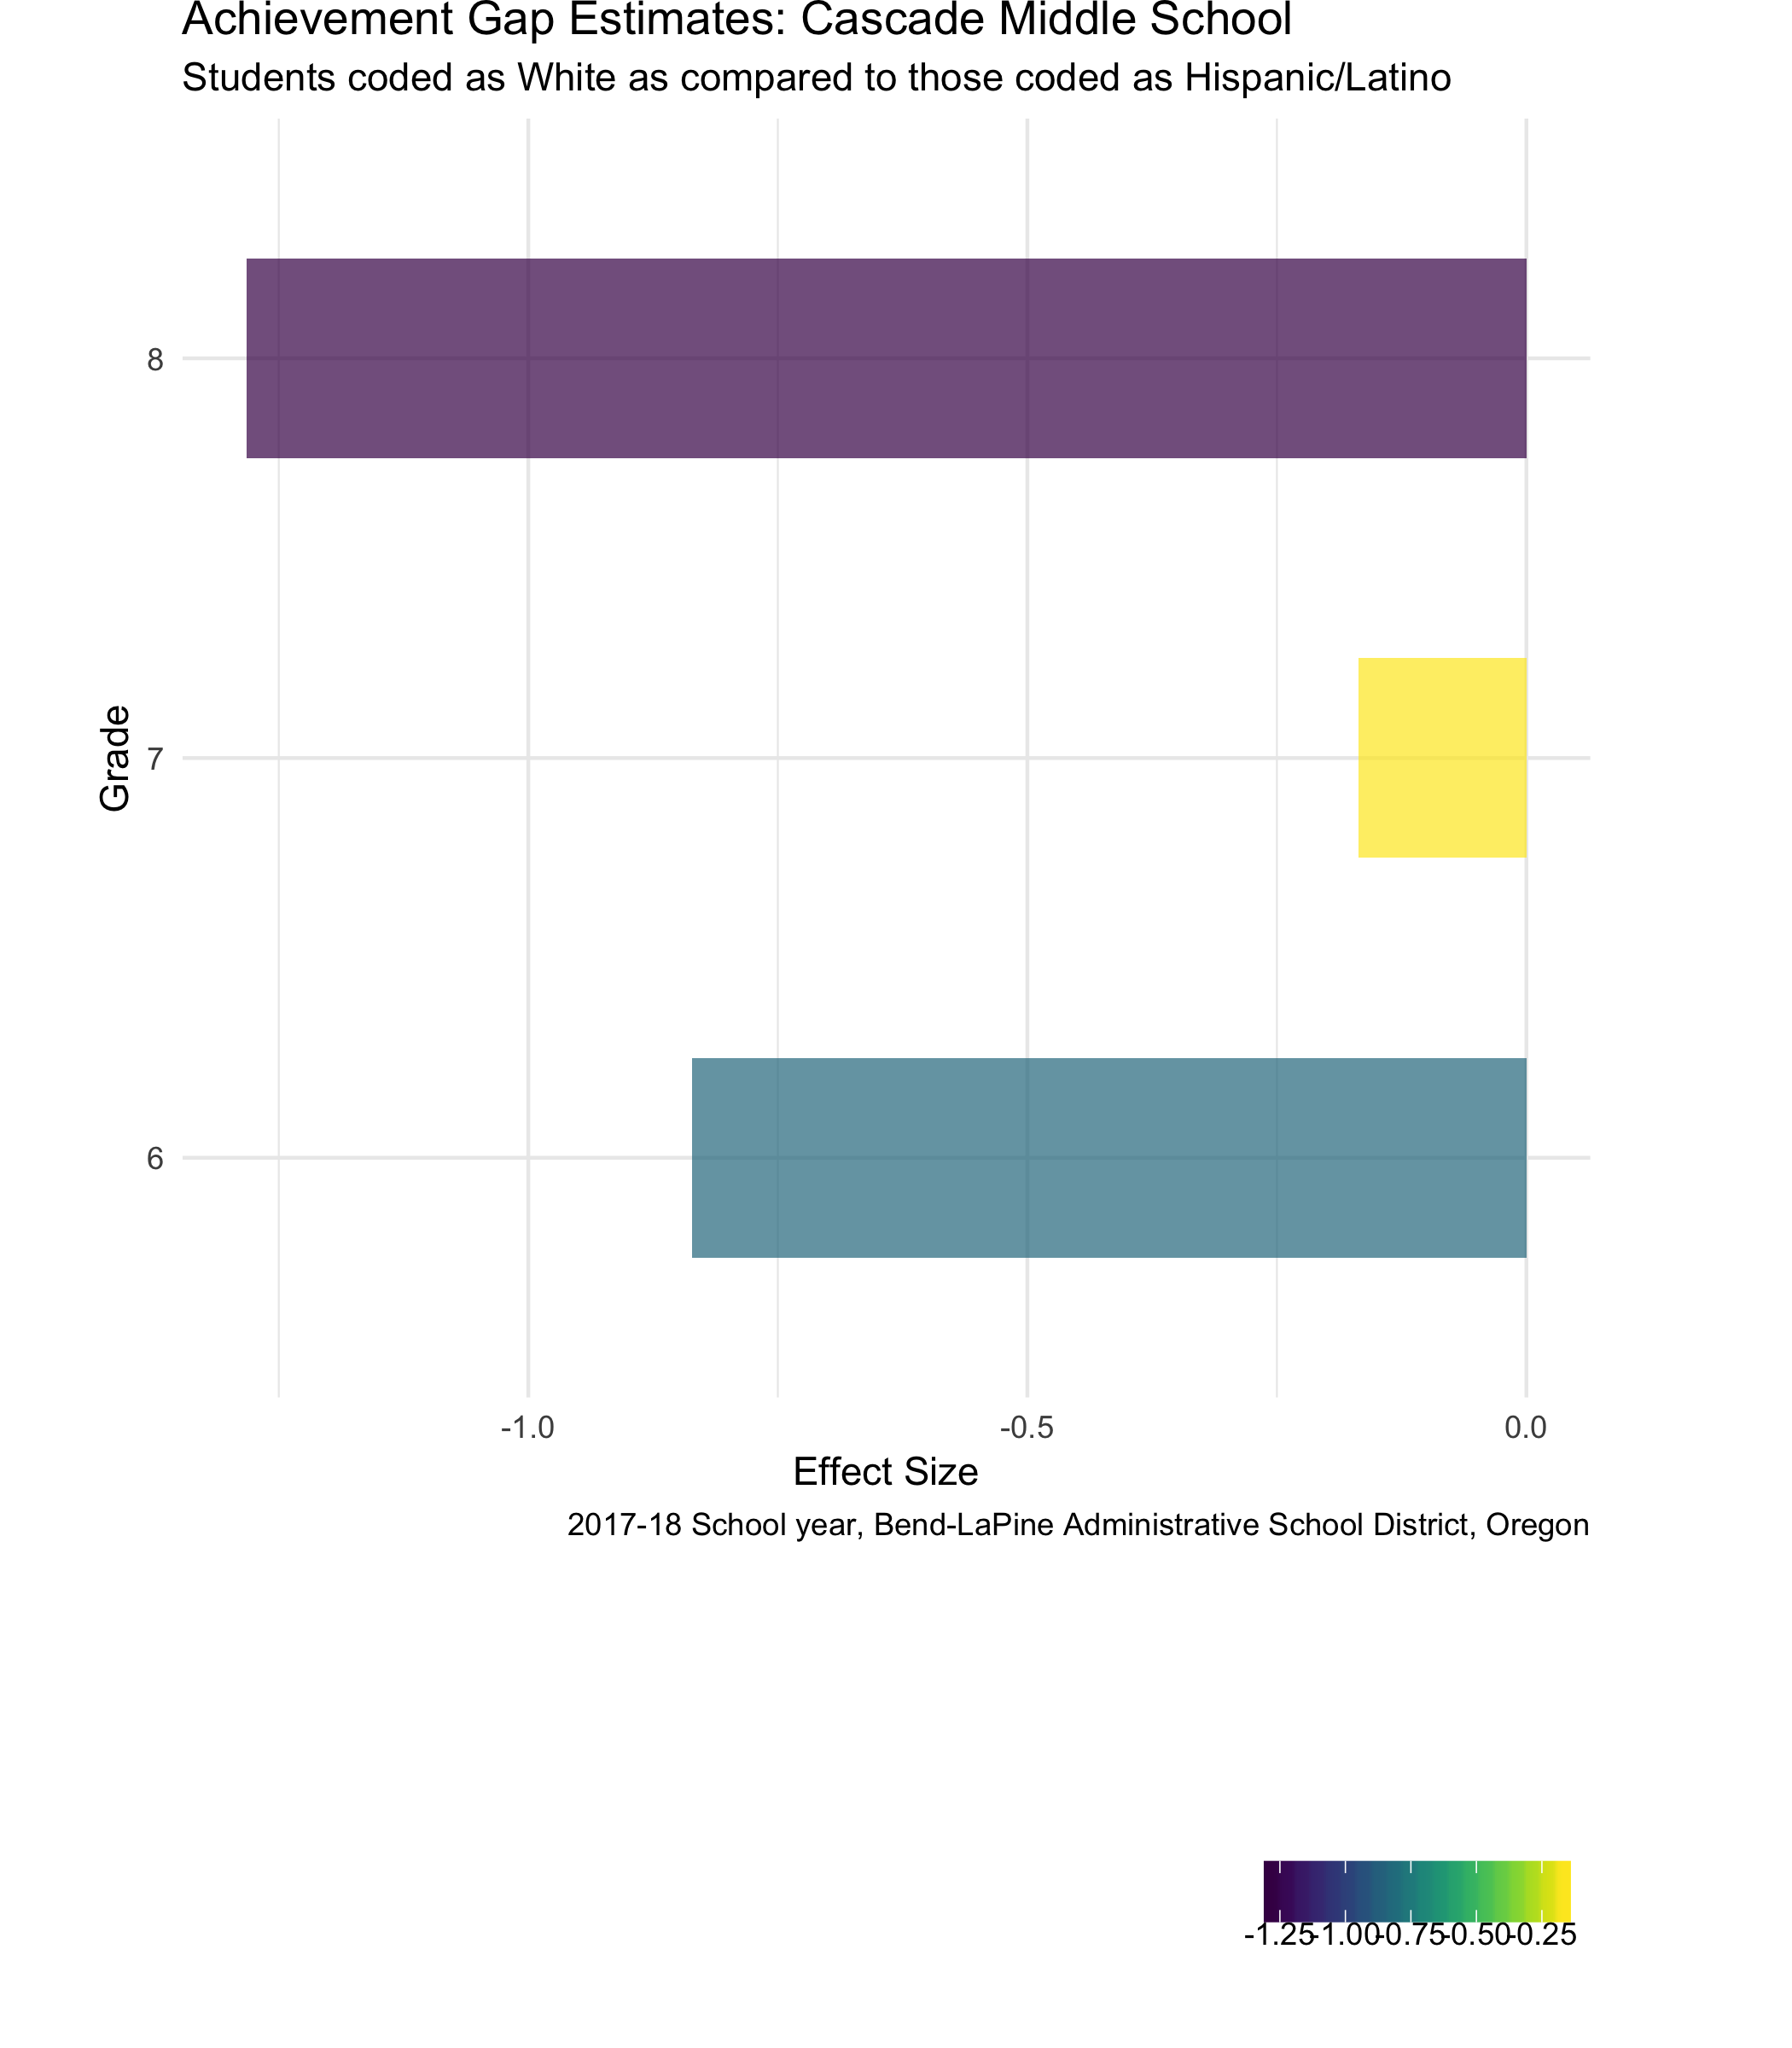 Achievement Gap Estimates: Cascade Middle School
Students coded as White as compared to those coded as Hispanic/Latino
8
7
6
Grade
-1.0 -0.5 0.0
Effect Size
2017-18 School year, Bend-LaPine Administrative School District, Oregon
-1.25 -1.00 -0.75 -0.50 -0.25